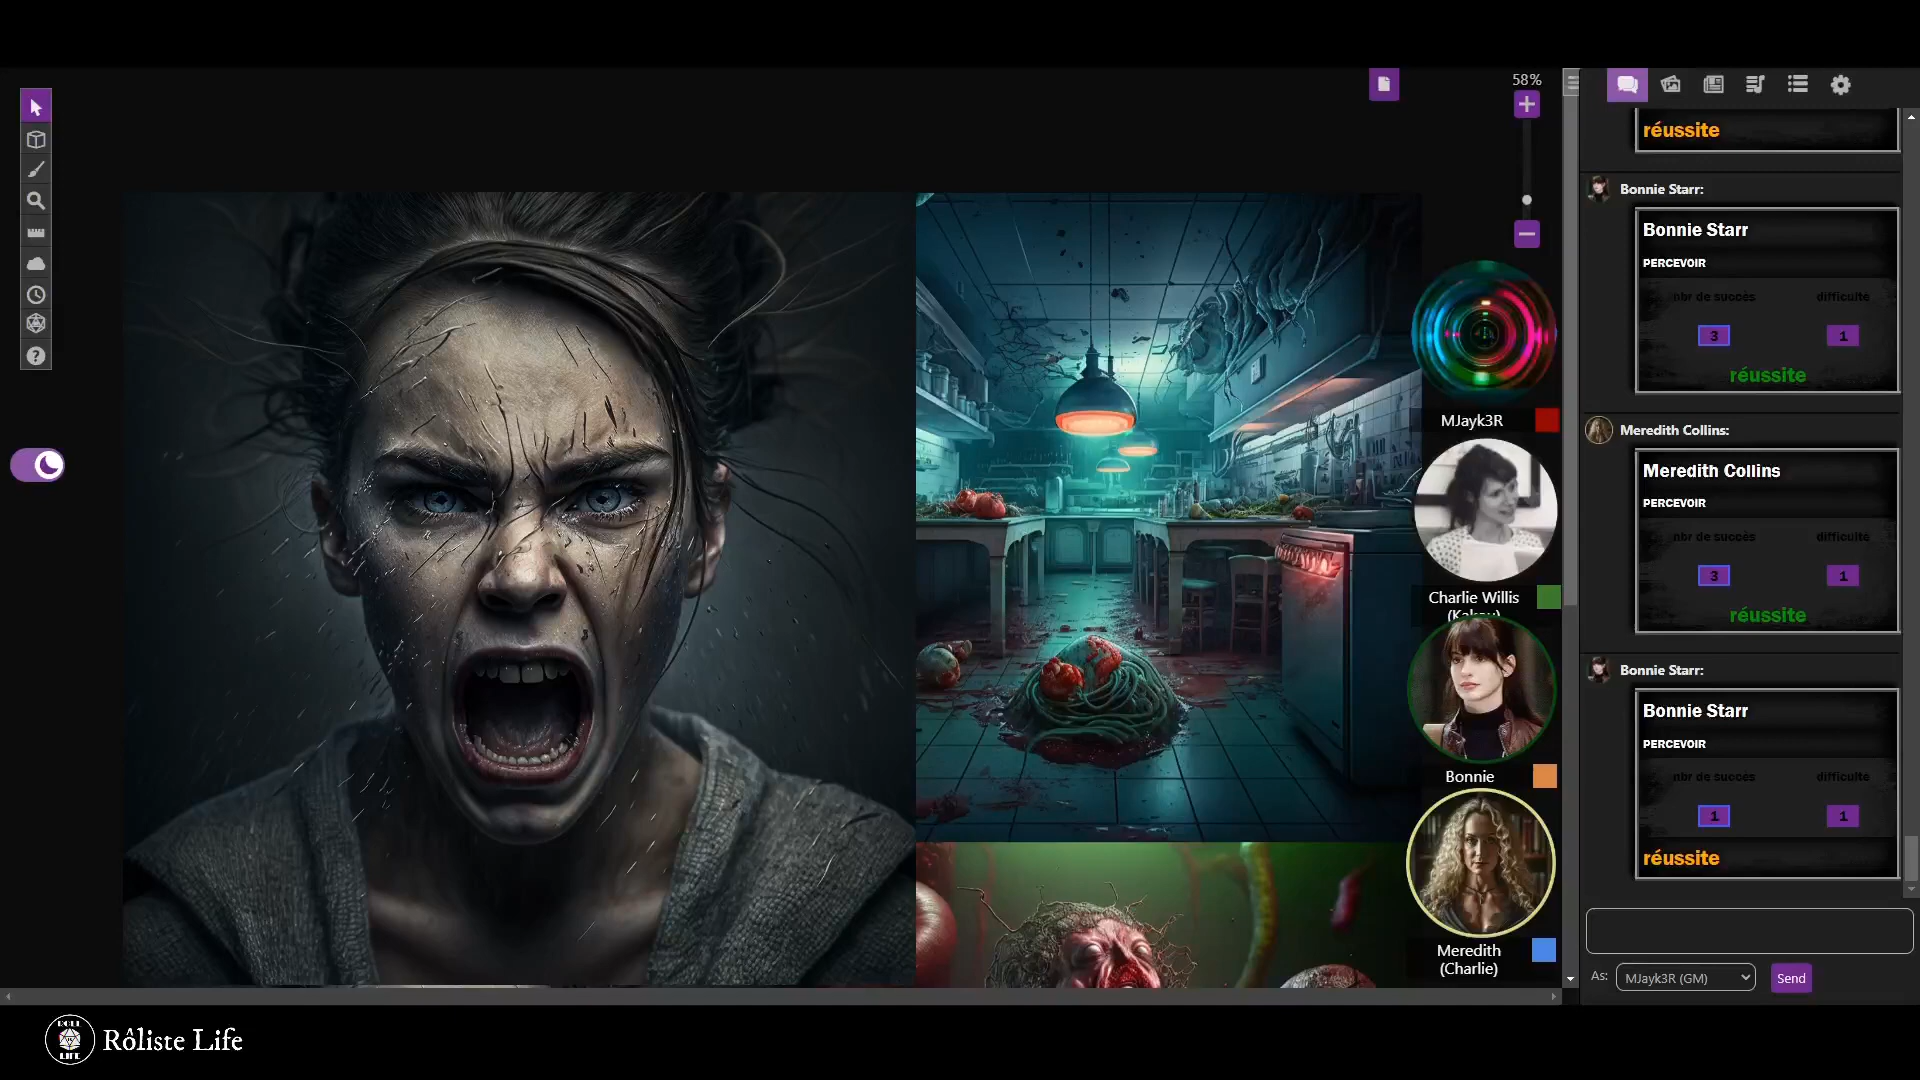 58%
MJayk3R
Charlie Willis
Bonnie
Meredith
(Charlie)
réussite
Bonnie Starr:
Bonnie Starr
PERCEVOIR
nbr de succès
difficulté
3
1
réussite
Meredith Collins:
Meredith Collins
PERCEVOIR
nbr de succès
difficulté
3
1
réussite
Bonnie Starr:
Bonnie Starr
PERCEVOIR
nbr de succès
difficulté
1
1
réussite
As:
MJayk3R (GM)
Send
ROLL
LIFE
Rôliste Life